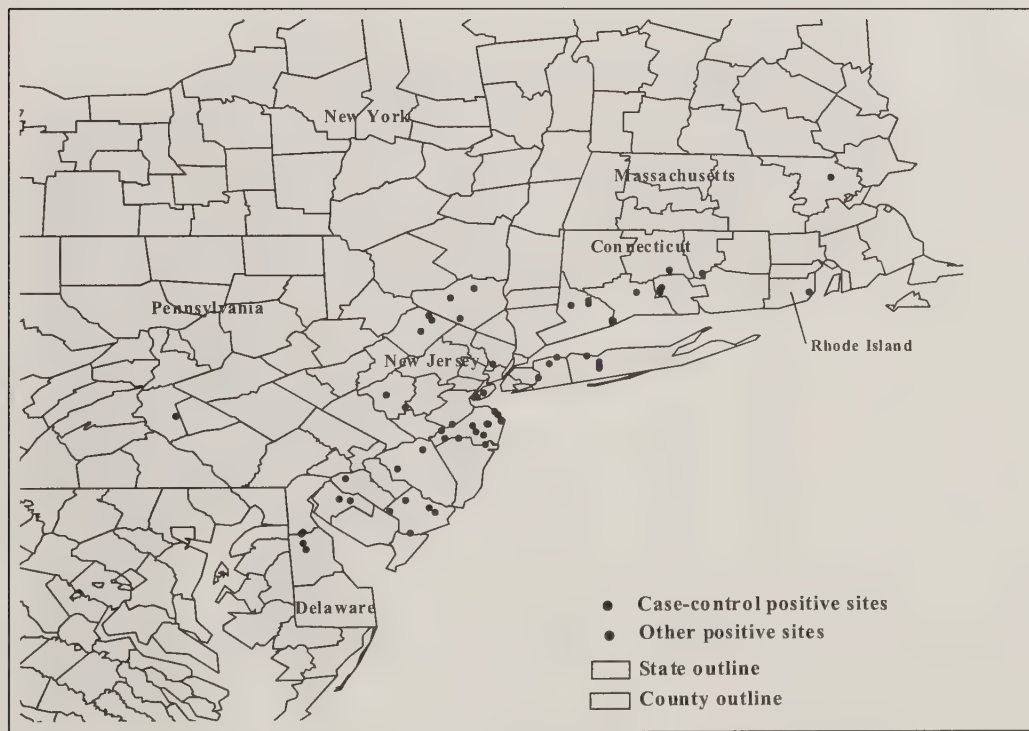 New York
Massachusetts
Connecticut
Pennsylvania
Rhode Island
New Jersey
Delaware
Case-control positive sites
Other positive sites
State outline
County outline